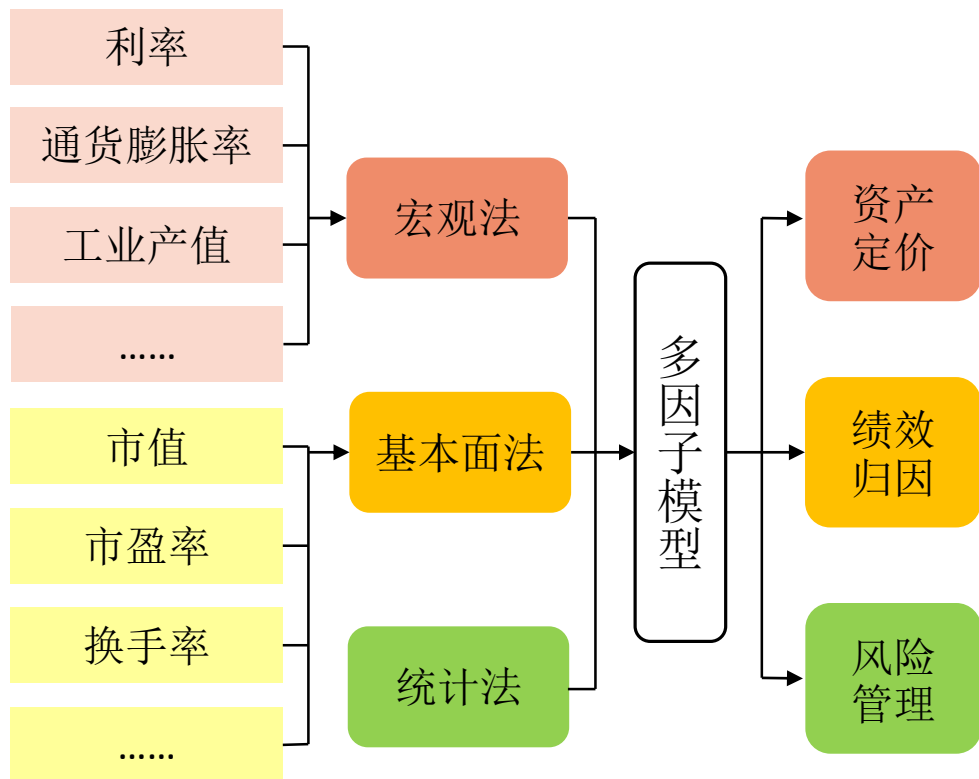 利率
通货膨胀率
工业产值
……
市值
市盈率
换手率
……
宏观法
基本面法
统计法
多因子模型
资产
定价
绩效
归因
风险
管理